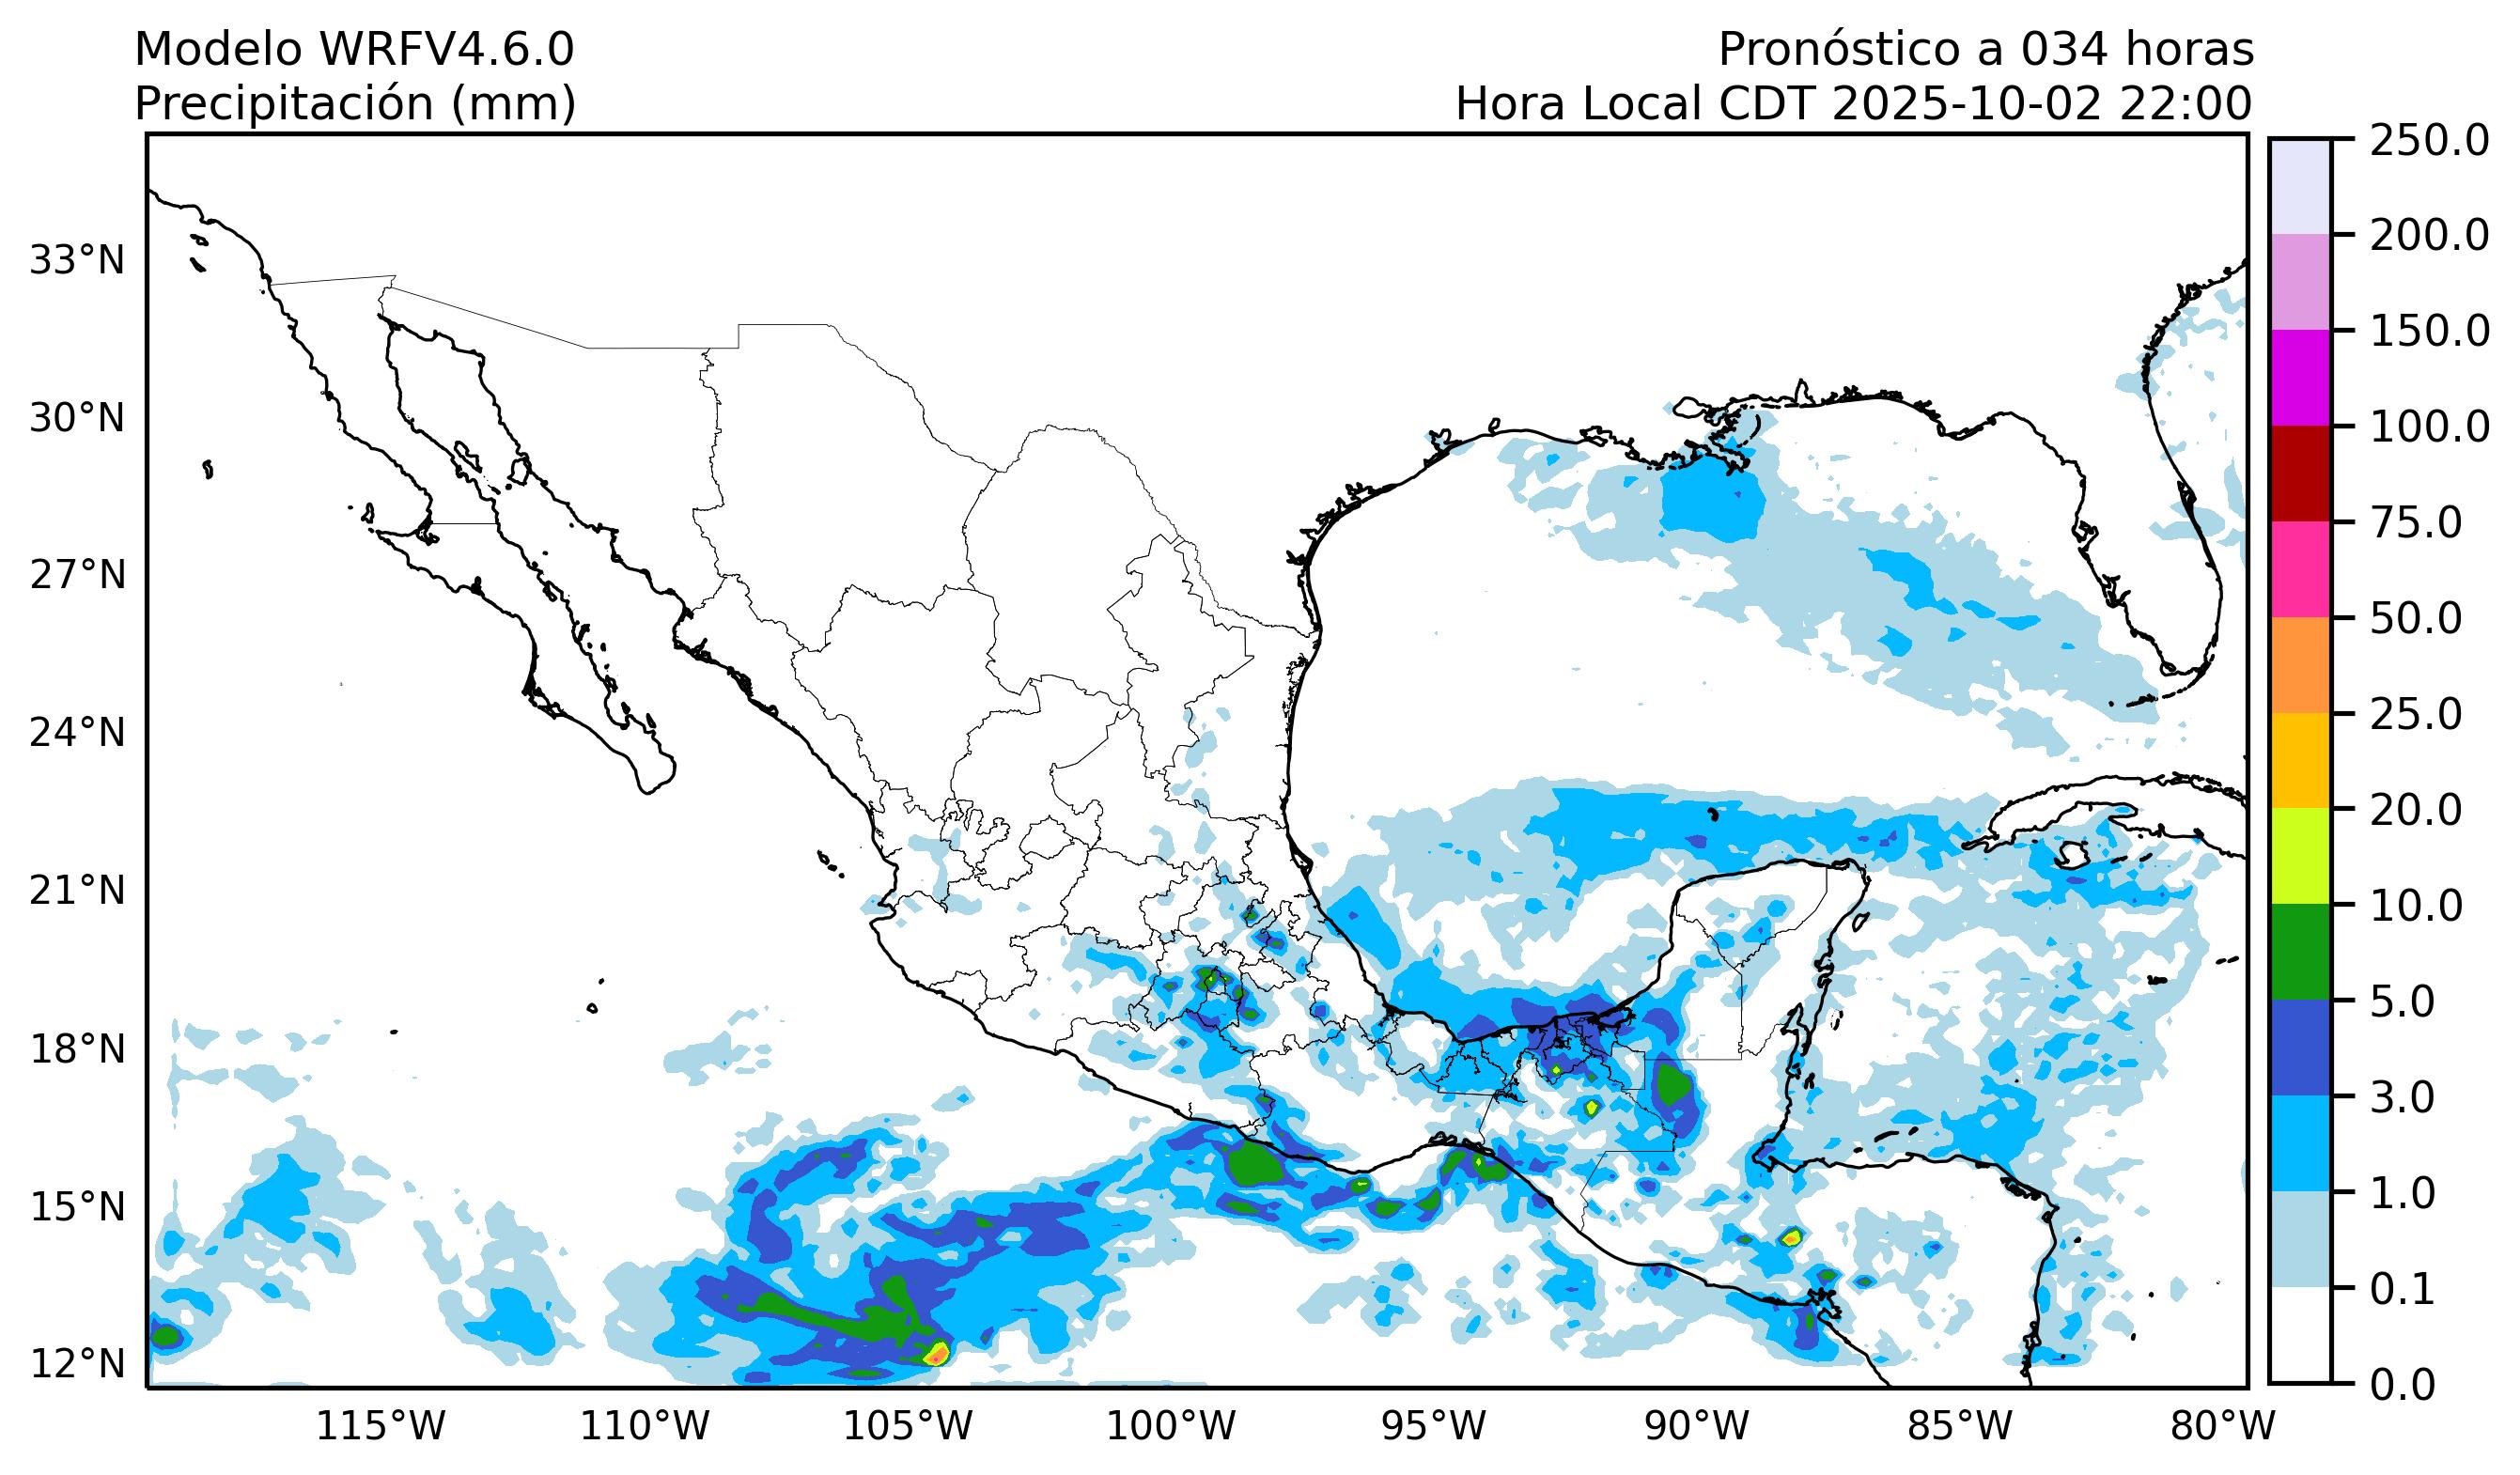 Modelo WRFV4.6.0
Precipitación (mm)
Pronóstico a 034 horas
Hora Local CDT 2025-10-02 22:00
33°N
30°N
27°N
24°N
21°N
18°N
15°N
12°N
115°W
110°W
105°W
100°W
95°W
90°W
85°W
80°W
250.0
200.0
150.0
100.0
75.0
50.0
25.0
20.0
10.0
5.0
3.0
1.0
0.1
0.0